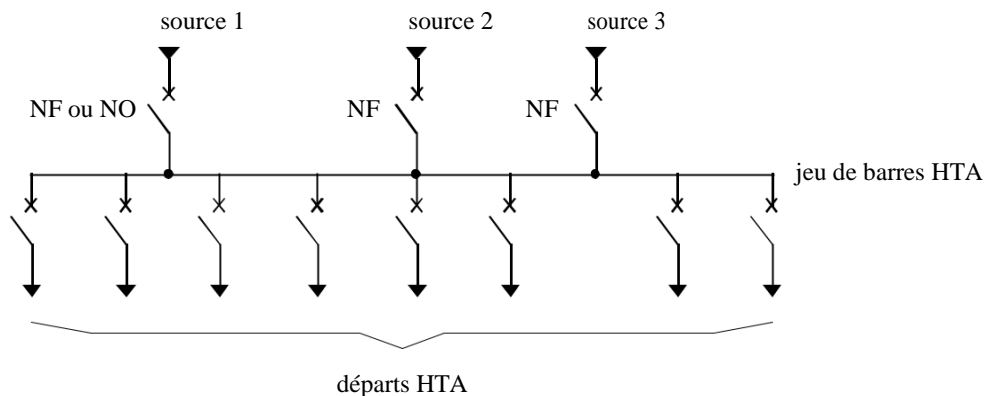 source 1
source 2
source 3
NF ou NO
NF
NF
jeu de barres HTA
départs HTA